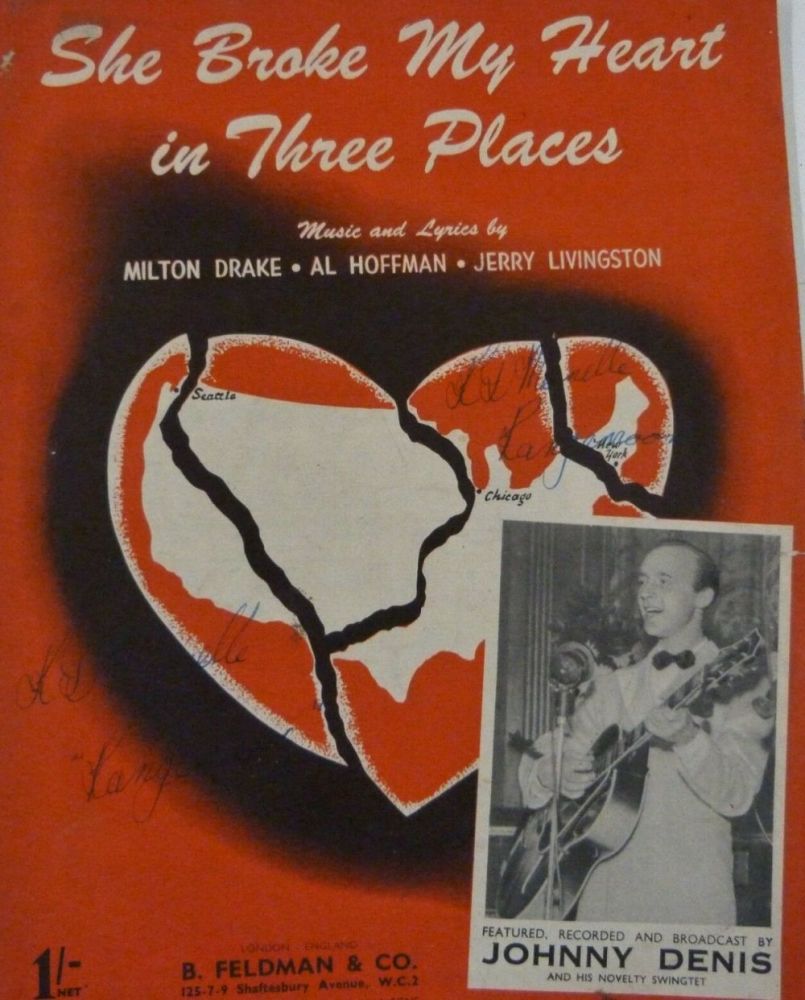 She Broke My Heart
in Three Places
Music and Lyrics by
MILTON DRAKE • AL HOFFMAN • JERRY LIVINGSTON
Seattle
New
York
Chicago
FEATURED, RECORDED AND BROADCAST BY
JOHNNY DENIS
AND HIS NOVELTY SWINGTET
1/-
NET
LONDON - ENGLAND
B. FELDMAN & CO.
125-7-9 Shaftesbury Avenue, W.C.2